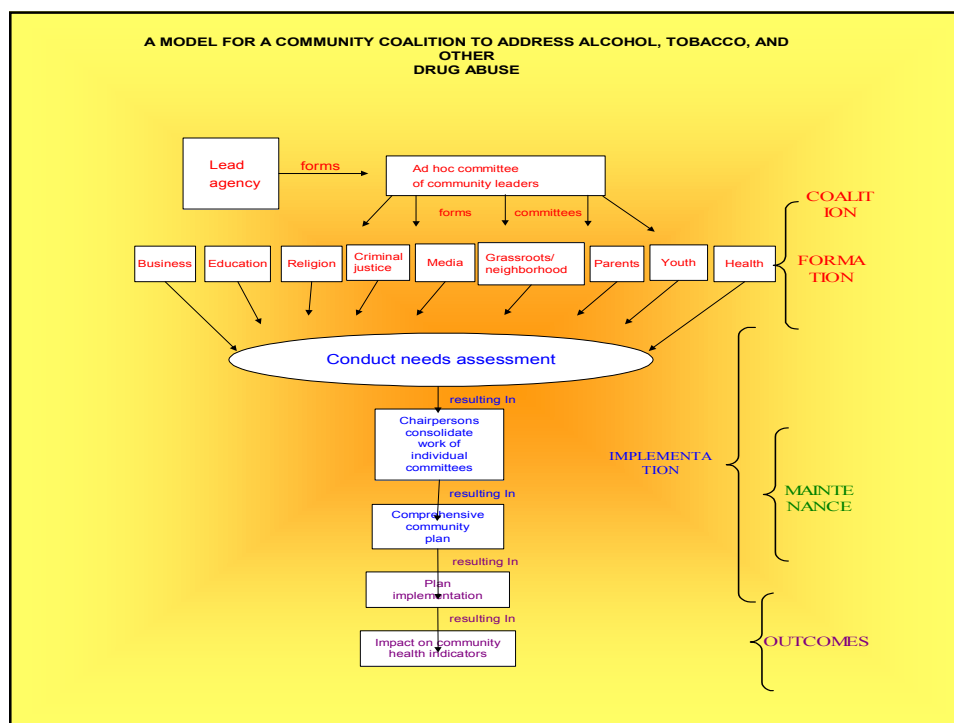 A MODEL FOR A COMMUNITY COALITION TO ADDRESS ALCOHOL, TOBACCO, AND
OTHER
DRUG ABUSE
Lead
agency
forms
Ad hoc committee
of community leaders
forms
committees
COALIT
ION
FORMA
TION
Business
Education
Religion
Criminal
justice
Media
Grassroots/
neighborhood
Parents
Youth
Health
Conduct needs assessment
resulting In
Chairpersons
consolidate
work of
individual
committees
IMPLEMENTA
TION
MAINTE
NANCE
resulting In
Comprehensive
community
plan
resulting In
Plan
implementation
resulting In
Impact on community
health indicators
OUTCOMES